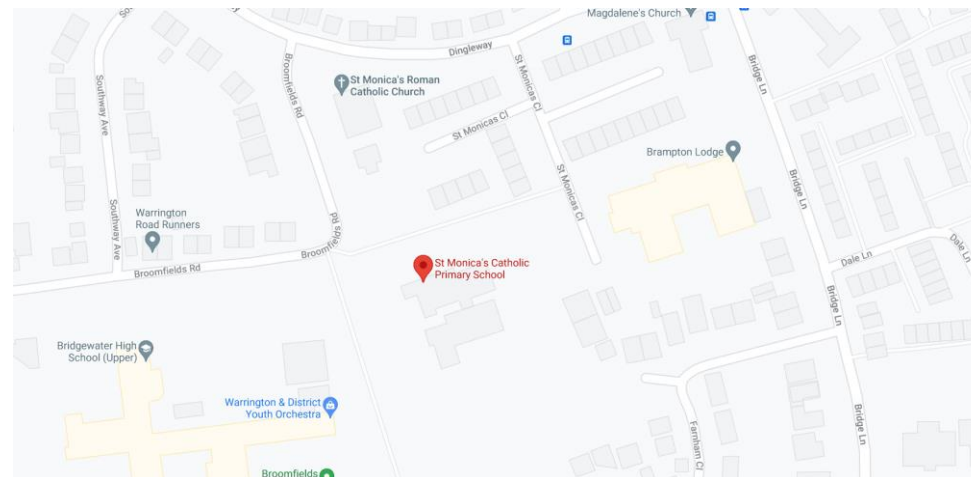 Magdalene's Church
Dingleway
Bridge Ln
Broomfields Rd
Southway Ave
St Monica's Roman
Catholic Church
St Monicas Cl
St Monicas Cl
Brampton Lodge
Bridge Ln
St Monicas Cl
Warrington
Road Runners
Southway Ave
Broomfields Rd
Broomfields Rd
St Monica's Catholic
Primary School
Dale Ln
Dale Ln
Bridge Ln
Bridgewater High
School (Upper)
Warrington & District
Youth Orchestra
Farnham Cl
Bridge Ln
Broomfields